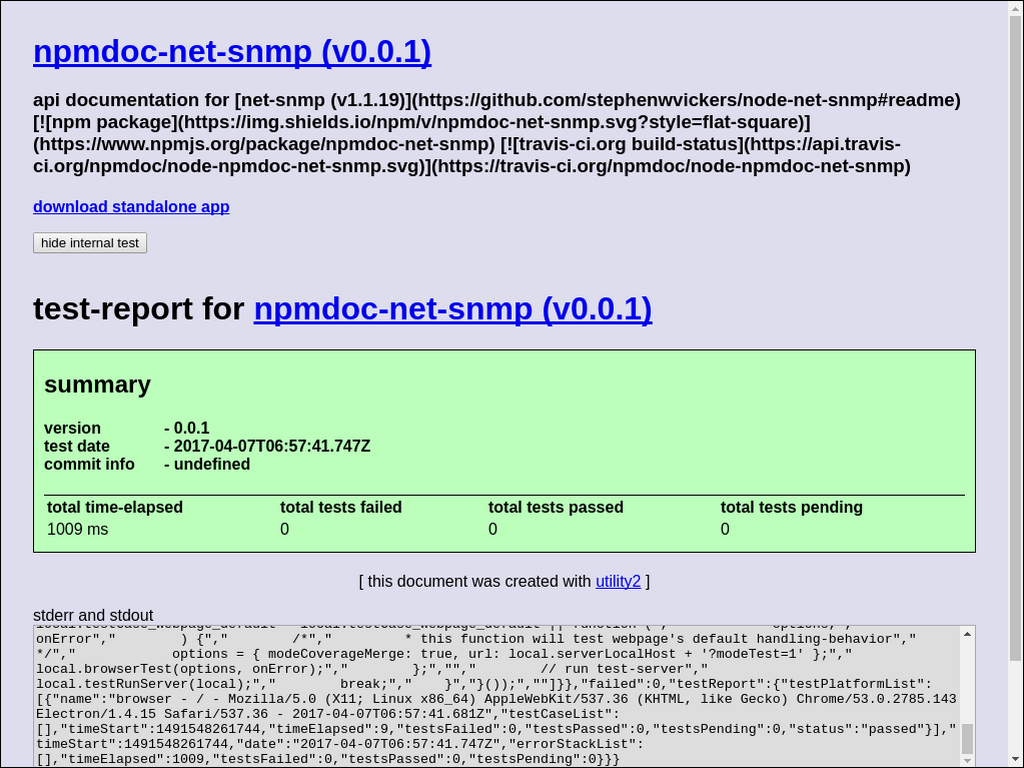 npmdoc-net-snmp (v0.0.1)
api documentation for [net-snmp (v1.1.19)](https://github.com/stephenwvickers/node-net-snmp#readme)
[![npm package](https://img.shields.io/npm/v/npmdoc-net-snmp.svg?style=flat-square)]
(https://www.npmjs.org/package/npmdoc-net-snmp) [![travis-ci.org build-status](https://api.travis-
ci.org/npmdoc/node-npmdoc-net-snmp.svg)](https://travis-ci.org/npmdoc/node-npmdoc-net-snmp)
download standalone app
hide internal test
test-report for npmdoc-net-snmp (v0.0.1)
summary
version - 0.0.1
test date - 2017-04-07T06:57:41.747Z
commit info - undefined
total time-elapsed total tests failed total tests passed total tests pending
1009 ms 0 0 0
[ this document was created with utility2 ]
stderr and stdout
local.testCase_webpage_default = local.testCase_webpage_default || function (","            options,","
onError","        ) {","        /*","         * this function will test webpage's default handling-behavior","
*/","            options = { modeCoverageMerge: true, url: local.serverLocalHost + '?modeTest=1' };","
local.browserTest(options, onError);","        };","","        // run test-server","
local.testRunServer(local);","        break;","    }","}());",""]}},"failed":0,"testReport":{"testPlatformList":
[{"name":"browser - / - Mozilla/5.0 (X11; Linux x86_64) AppleWebKit/537.36 (KHTML, like Gecko) Chrome/53.0.2785.143
Electron/1.4.15 Safari/537.36 - 2017-04-07T06:57:41.681Z","testCaseList":
[],"timeStart":1491548261744,"timeElapsed":9,"testsFailed":0,"testsPassed":0,"testsPending":0,"status":"passed"}],"
timeStart":1491548261744,"date":"2017-04-07T06:57:41.747Z","errorStackList":
[],"timeElapsed":1009,"testsFailed":0,"testsPassed":0,"testsPending":0}}}